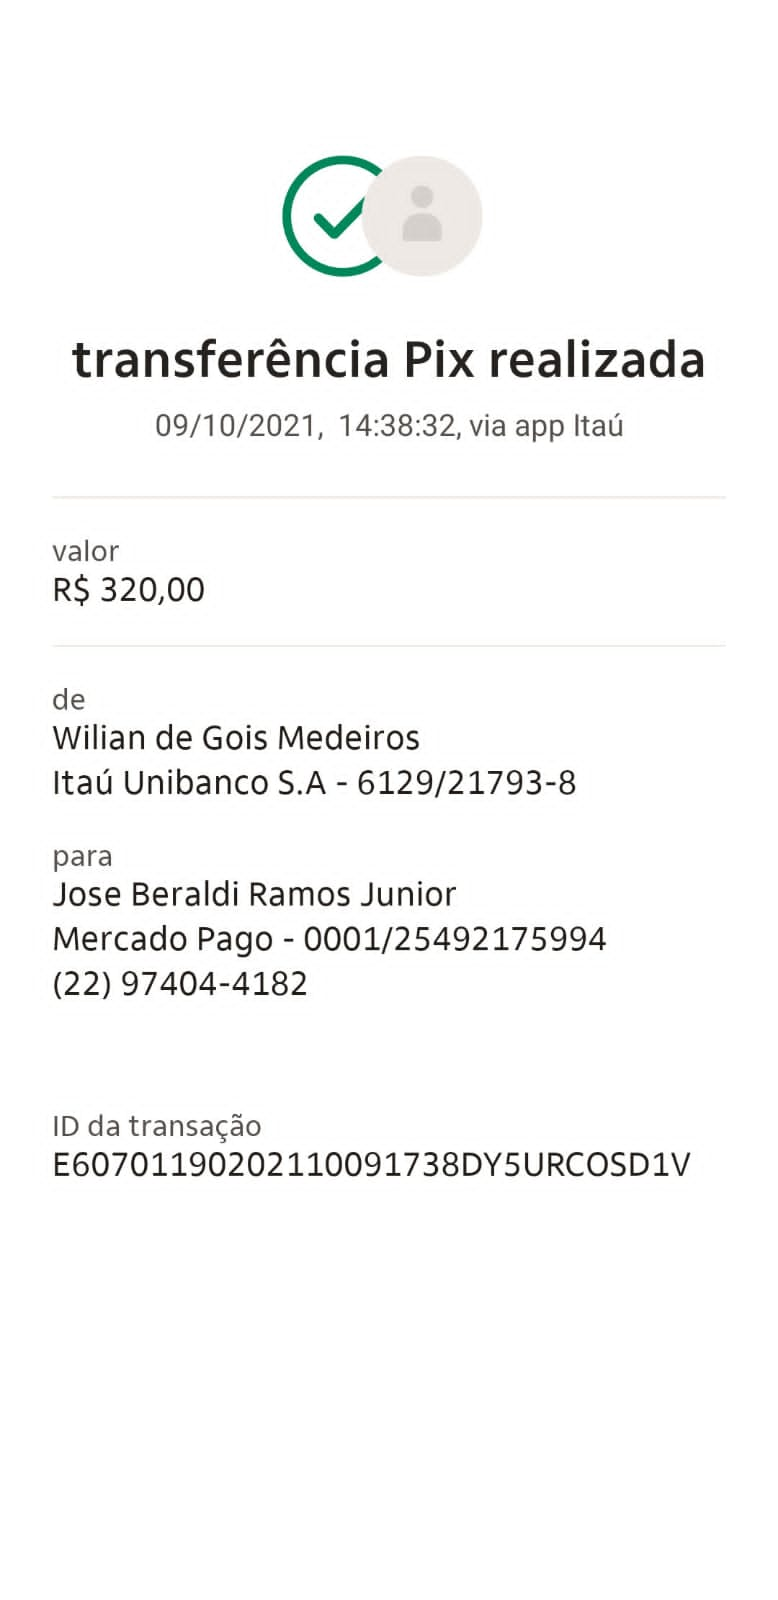 transferência Pix realizada
09/10/2021, 14:38:32, via app Itaú
valor
R$ 320,00
de
Wilian de Gois Medeiros
Itaú Unibanco S.A - 6129/21793-8
para
Jose Beraldi Ramos Junior
Mercado Pago - 0001/25492175994
(22) 97404-4182
ID da transação
E60701190202110091738DY5URCOSD1V